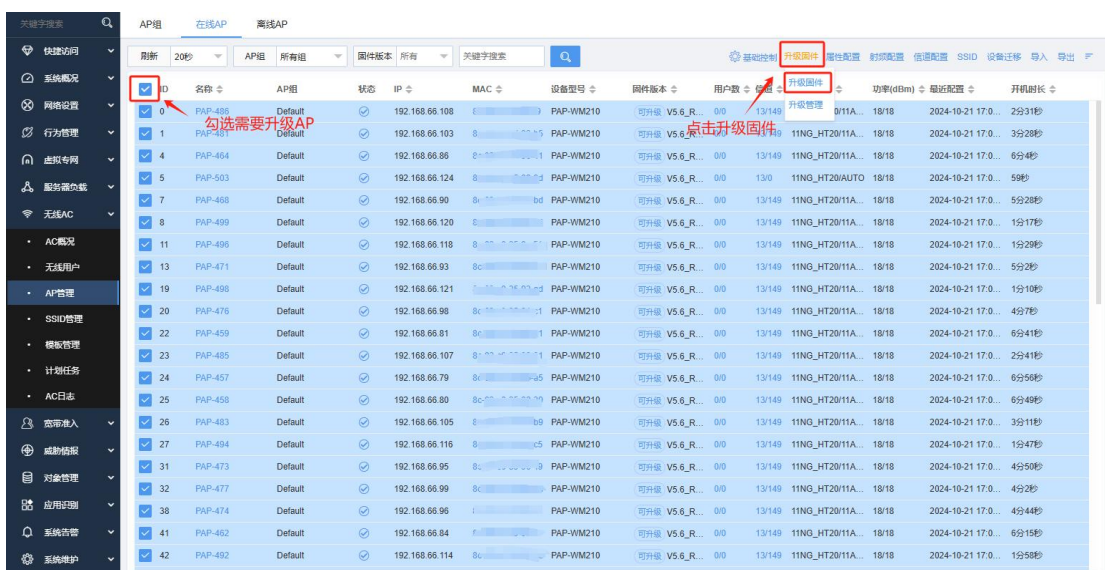 关键字搜索
快捷访问
系统概况
网络设置
行为管理
虚拟专网
服务器负载
无线AC
AC概况
无线用户
AP管理
SSID管理
模板管理
计划任务
AC日志
宽带准入
威胁情报
对象管理
应用识别
系统告警
系统维护
AP组 在线AP 离线AP
刷新 20秒 AP组 所有组 固件版本 所有 关键字搜索 基础控制 升级固件 属性配置 射频配置 信道配置 SSID 设备迁移 导入 导出
升级固件
升级管理
勾选需要升级AP
点击升级固件
ID 名称 AP组 状态 IP MAC 设备型号 固件版本 用户数 信道 功率(dBm) 最近配置 开机时长
0 PAP-486 Default 192.168.66.108 PAP-WM210 可升级 V5.6_R... 0/0 13/149 18/18 2024-10-21 17:0... 2分31秒
1 PAP-481 Default 192.168.66.103 PAP-WM210 可升级 V5.6_R... 0/0 13/149 11NG_HT20/11A... 18/18 2024-10-21 17:0... 3分28秒
4 PAP-464 Default 192.168.66.86 PAP-WM210 可升级 V5.6_R... 0/0 13/149 11NG_HT20/11A... 18/18 2024-10-21 17:0... 6分4秒
5 PAP-503 Default 192.168.66.124 PAP-WM210 可升级 V5.6_R... 0/0 13/0 11NG_HT20/AUTO 18/18 2024-10-21 17:0... 59秒
7 PAP-468 Default 192.168.66.90 PAP-WM210 可升级 V5.6_R... 0/0 13/149 11NG_HT20/11A... 18/18 2024-10-21 17:0... 5分28秒
8 PAP-499 Default 192.168.66.120 PAP-WM210 可升级 V5.6_R... 0/0 13/149 11NG_HT20/11A... 18/18 2024-10-21 17:0... 1分17秒
11 PAP-496 Default 192.168.66.118 PAP-WM210 可升级 V5.6_R... 0/0 13/149 11NG_HT20/11A... 18/18 2024-10-21 17:0... 1分29秒
13 PAP-471 Default 192.168.66.93 PAP-WM210 可升级 V5.6_R... 0/0 13/149 11NG_HT20/11A... 18/18 2024-10-21 17:0... 5分2秒
19 PAP-498 Default 192.168.66.121 PAP-WM210 可升级 V5.6_R... 0/0 13/149 11NG_HT20/11A... 18/18 2024-10-21 17:0... 1分10秒
20 PAP-476 Default 192.168.66.98 PAP-WM210 可升级 V5.6_R... 0/0 13/149 11NG_HT20/11A... 18/18 2024-10-21 17:0... 4分7秒
22 PAP-459 Default 192.168.66.81 PAP-WM210 可升级 V5.6_R... 0/0 13/149 11NG_HT20/11A... 18/18 2024-10-21 17:0... 6分41秒
23 PAP-485 Default 192.168.66.107 PAP-WM210 可升级 V5.6_R... 0/0 13/149 11NG_HT20/11A... 18/18 2024-10-21 17:0... 2分41秒
24 PAP-457 Default 192.168.66.79 PAP-WM210 可升级 V5.6_R... 0/0 13/149 11NG_HT20/11A... 18/18 2024-10-21 17:0... 6分56秒
25 PAP-458 Default 192.168.66.80 PAP-WM210 可升级 V5.6_R... 0/0 13/149 11NG_HT20/11A... 18/18 2024-10-21 17:0... 6分49秒
26 PAP-483 Default 192.168.66.105 PAP-WM210 可升级 V5.6_R... 0/0 13/149 11NG_HT20/11A... 18/18 2024-10-21 17:0... 3分11秒
27 PAP-494 Default 192.168.66.116 PAP-WM210 可升级 V5.6_R... 0/0 13/149 11NG_HT20/11A... 18/18 2024-10-21 17:0... 1分47秒
31 PAP-473 Default 192.168.66.95 PAP-WM210 可升级 V5.6_R... 0/0 13/149 11NG_HT20/11A... 18/18 2024-10-21 17:0... 4分50秒
32 PAP-477 Default 192.168.66.99 PAP-WM210 可升级 V5.6_R... 0/0 13/149 11NG_HT20/11A... 18/18 2024-10-21 17:0... 4分2秒
38 PAP-474 Default 192.168.66.96 PAP-WM210 可升级 V5.6_R... 0/0 13/149 11NG_HT20/11A... 18/18 2024-10-21 17:0... 4分44秒
41 PAP-462 Default 192.168.66.84 PAP-WM210 可升级 V5.6_R... 0/0 13/149 11NG_HT20/11A... 18/18 2024-10-21 17:0... 6分15秒
42 PAP-492 Default 192.168.66.114 PAP-WM210 可升级 V5.6_R... 0/0 13/149 11NG_HT20/11A... 18/18 2024-10-21 17:0... 1分58秒